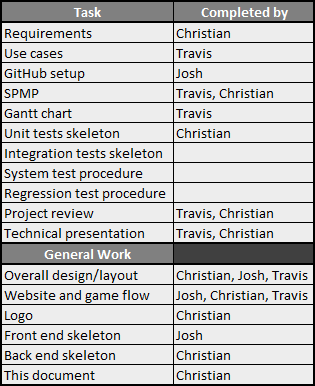 Task Completed by
Requirements Christian
Use cases Travis
GitHub setup Josh
SPMP Travis, Christian
Gantt chart Travis
Unit tests skeleton Christian
Integration tests skeleton
System test procedure
Regression test procedure
Project review Travis, Christian
Technical presentation Travis, Christian
General Work
Overall design/layout Christian, Josh, Travis
Website and game flow Josh, Christian, Travis
Logo Christian
Front end skeleton Josh
Back end skeleton Christian
This document Christian